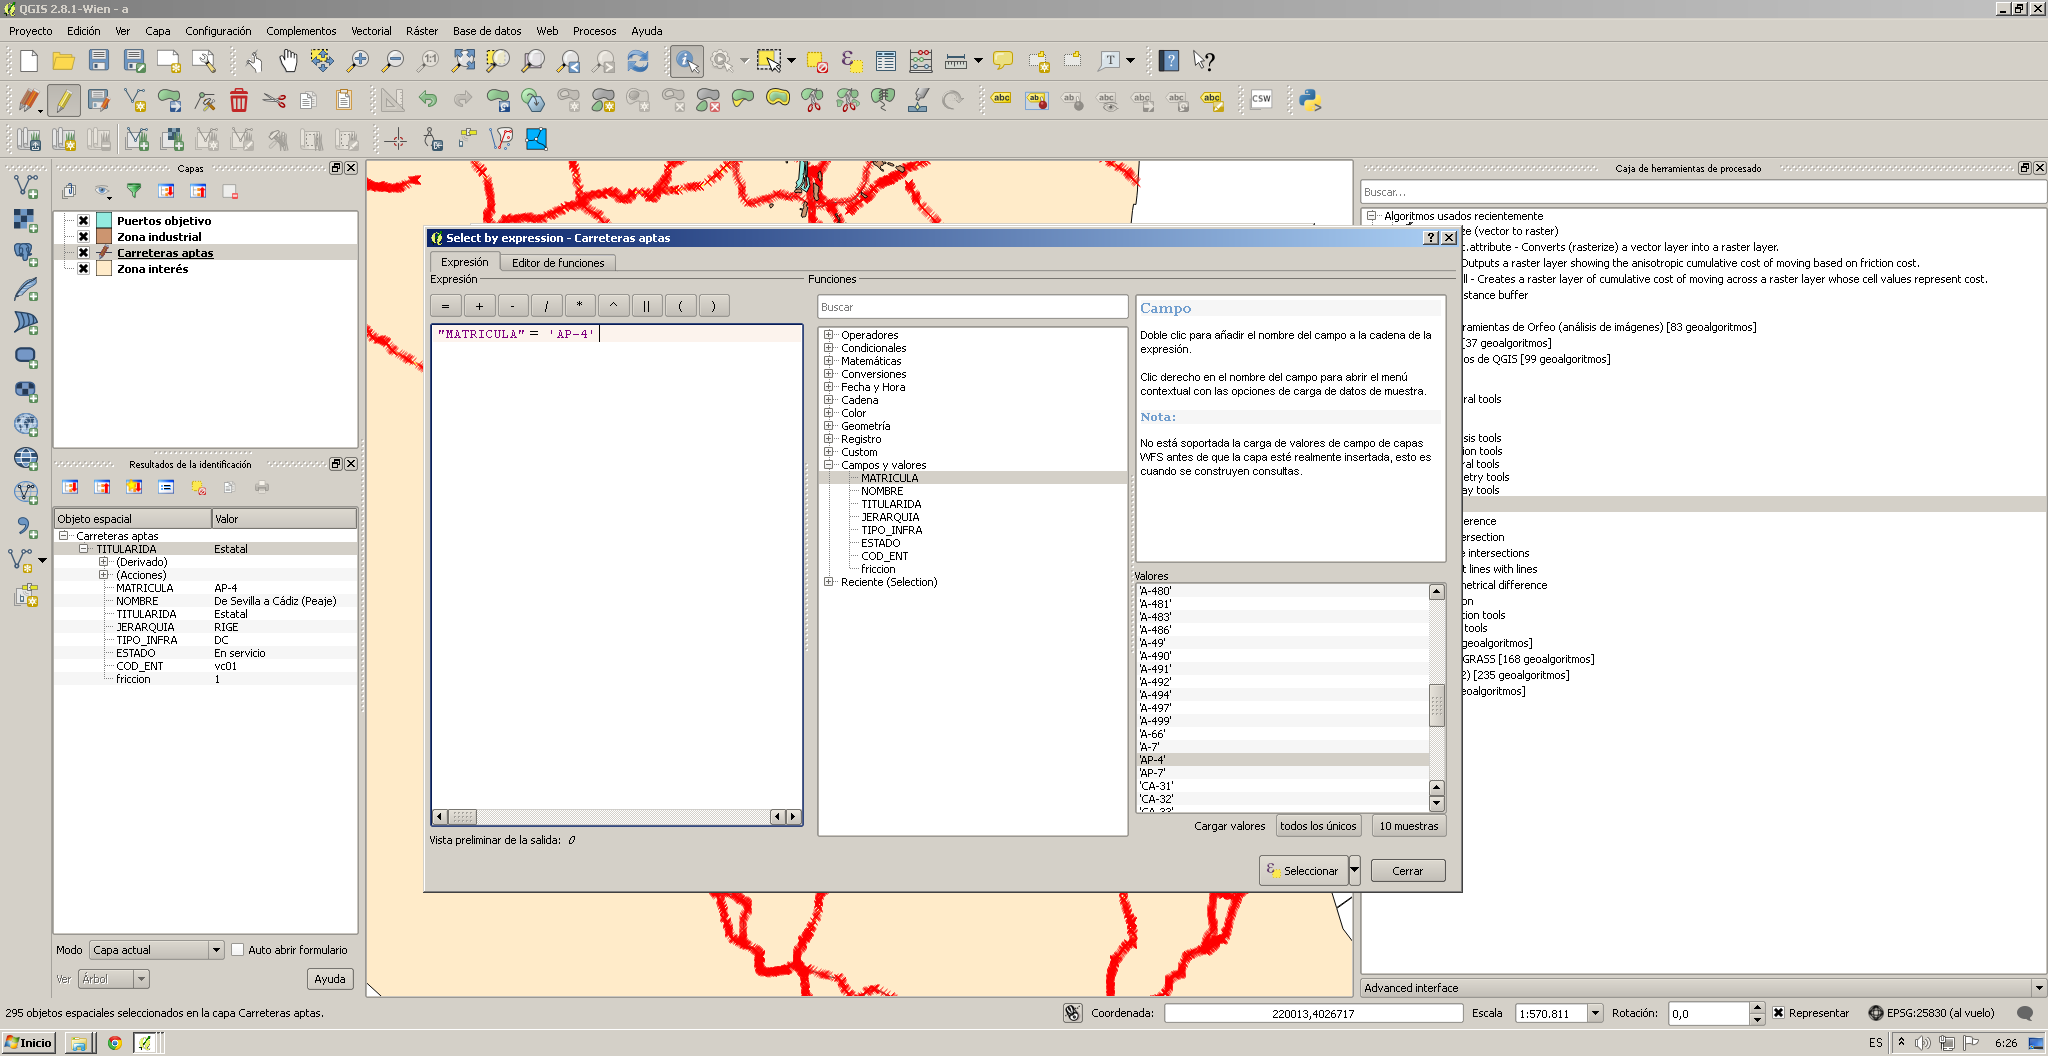 QGIS 2.8.1-Wien - a
Proyecto Edición Ver Capa Configuración Complementos Vectorial Ráster Base de datos Web Procesos Ayuda
Capas
Puertos objetivo
Zona industrial
Carreteras aptas
Zona interés
Resultados de la identificación
Objeto espacial Valor
Carreteras aptas
TITULARIDA Estatal
(Derivado)
(Acciones)
MATRICULA AP-4
NOMBRE De Sevilla a Cádiz (Peaje)
TITULARIDA Estatal
JERARQUIA RIGE
TIPO_INFRA DC
ESTADO En servicio
COD_ENT vc01
friccion 1
Modo Capa actual Auto abrir formulario
Ver Árbol Ayuda
Select by expression - Carreteras aptas
Expresión Editor de funciones
Expresión
= + - / * ^ || ( )
"MATRICULA" = 'AP-4'
Vista preliminar de la salida: 0
Funciones
Buscar
Operadores
Condicionales
Matemáticas
Conversiones
Fecha y Hora
Cadena
Color
Geometría
Registro
Custom
Campos y valores
MATRICULA
NOMBRE
TITULARIDA
JERARQUIA
TIPO_INFRA
ESTADO
COD_ENT
friccion
Reciente (Selection)
Campo
Doble clic para añadir el nombre del campo a la cadena de la
expresión.
Clic derecho en el nombre del campo para abrir el menú
contextual con las opciones de carga de datos de muestra.
Nota:
No está soportada la carga de valores de campo de capas
WFS antes de que la capa esté realmente insertada, esto es
cuando se construyen consultas.
Valores
'A-480'
'A-481'
'A-483'
'A-486'
'A-49'
'A-490'
'A-491'
'A-492'
'A-494'
'A-497'
'A-499'
'A-66'
'A-7'
'AP-4'
'AP-7'
'CA-31'
'CA-32'
'CA-33'
Cargar valores todos los únicos 10 muestras
Seleccionar Cerrar
Caja de herramientas de procesado
Buscar...
Algoritmos usados recientemente
e (vector to raster)
.attribute - Converts (rasterize) a vector layer into a raster layer.
Outputs a raster layer showing the anisotropic cumulative cost of moving based on friction cost.
ll - Creates a raster layer of cumulative cost of moving across a raster layer whose cell values represent cost.
stance buffer
ramientas de Orfeo (análisis de imágenes) [83 geoalgoritmos]
[37 geoalgoritmos]
os de QGIS [99 geoalgoritmos]
ral tools
sis tools
ion tools
ral tools
etry tools
ay tools
erence
rsection
e intersections
t lines with lines
metrical difference
on
tion tools
tools
geoalgoritmos]
GRASS [168 geoalgoritmos]
2) [235 geoalgoritmos]
eoalgoritmos]
Advanced interface
295 objetos espaciales seleccionados en la capa Carreteras aptas.
Coordenada: 220013,4026717 Escala 1:570.811 Rotación: 0,0 Representar EPSG:25830 (al vuelo)
Inicio ES 6:26